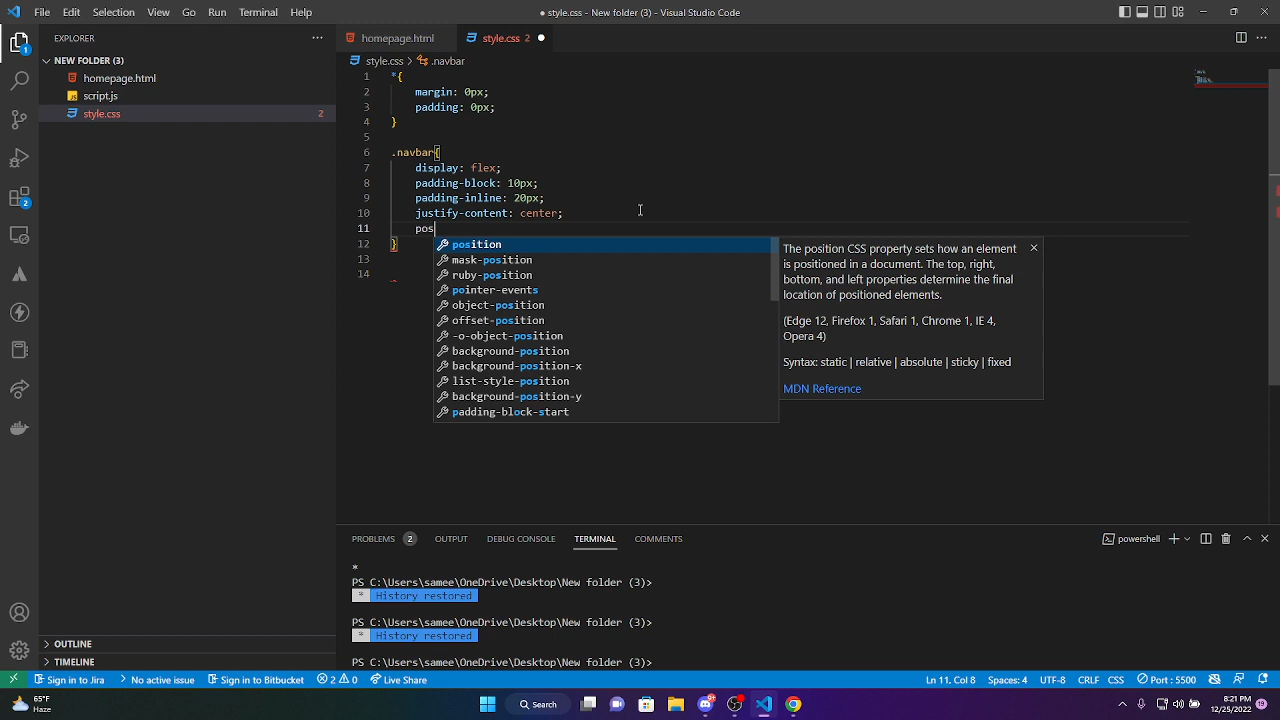 File Edit Selection View Go Run Terminal Help
● style.css - New folder (3) - Visual Studio Code
EXPLORER
NEW FOLDER (3)
homepage.html
JS script.js
style.css 2
homepage.html
style.css 2
style.css > .navbar
1 *{
2 margin: 0px;
3 padding: 0px;
4 }
5
6 .navbar{
7 display: flex;
8 padding-block: 10px;
9 padding-inline: 20px;
10 justify-content: center;
11 pos
12 }
13
14
position
mask-position
ruby-position
pointer-events
object-position
offset-position
-o-object-position
background-position
background-position-x
list-style-position
background-position-y
padding-block-start
The position CSS property sets how an element
is positioned in a document. The top, right,
bottom, and left properties determine the final
location of positioned elements.
(Edge 12, Firefox 1, Safari 1, Chrome 1, IE 4,
Opera 4)
Syntax: static | relative | absolute | sticky | fixed
MDN Reference
1
2
PROBLEMS 2 OUTPUT DEBUG CONSOLE TERMINAL COMMENTS
powershell
*
PS C:\Users\samee\OneDrive\Desktop\New folder (3)>
* History restored
PS C:\Users\samee\OneDrive\Desktop\New folder (3)>
* History restored
PS C:\Users\samee\OneDrive\Desktop\New folder (3)>
OUTLINE
TIMELINE
Sign in to Jira No active issue Sign in to Bitbucket 2 0 Live Share
Ln 11, Col 8 Spaces: 4 UTF-8 CRLF CSS Port : 5500
65°F
Cloudy
Search
8:21 PM
12/25/2022